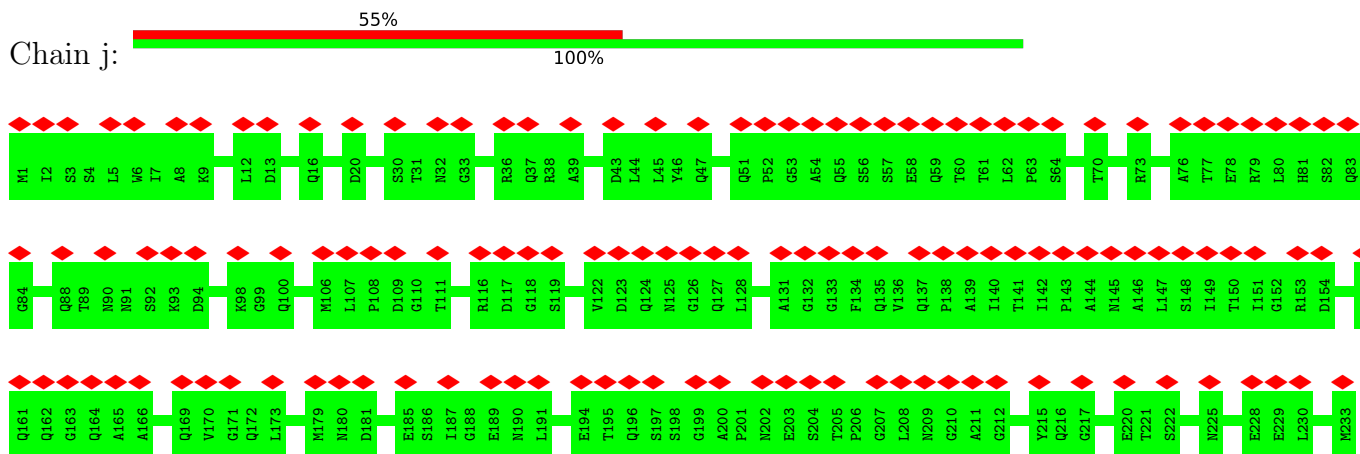 55%
Chain j:
100%
M1 I2 S3 S4 L5 W6 I7 A8 K9 L12 D13 Q16 D20 S30 T31 N32 G33 R36 Q37 R38 A39 D43 L44 L45 Y46 Q47 Q51 P52 G53 A54 Q55 S56 S57 E58 Q59 T60 T61 L62 P63 S64 T70 R73 A76 T77 E78 R79 L80 H81 S82 Q83
G84 Q88 T89 N90 N91 S92 K93 D94 K98 G99 Q100 M106 L107 P108 D109 G110 T111 R116 D117 G118 S119 V122 D123 Q124 N125 G126 Q127 L128 A131 G132 G133 F134 Q135 V136 Q137 P138 A139 I140 T141 I142 P143 A144 N145 A146 L147 S148 I149 T150 I151 G152 R153 D154
Q161 Q162 G163 Q164 A165 A166 Q169 V170 G171 Q172 L173 M179 N180 D181 E185 S186 I187 G188 E189 N190 L191 E194 T195 Q196 S197 S198 G199 A200 P201 N202 E203 S204 T205 P206 G207 L208 N209 G210 A211 G212 Y215 Q216 G217 E220 T221 S222 N225 E228 E229 L230 M233